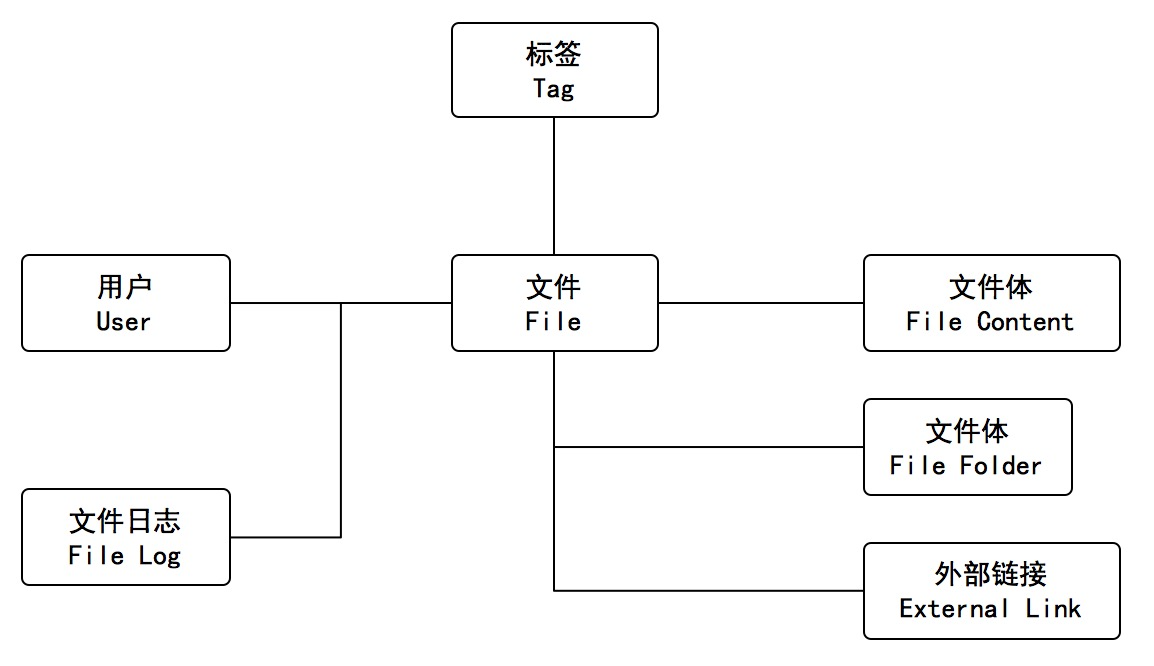 标签
Tag
用户
User
文件
File
文件体
File Content
文件体
File Folder
文件日志
File Log
外部链接
External Link